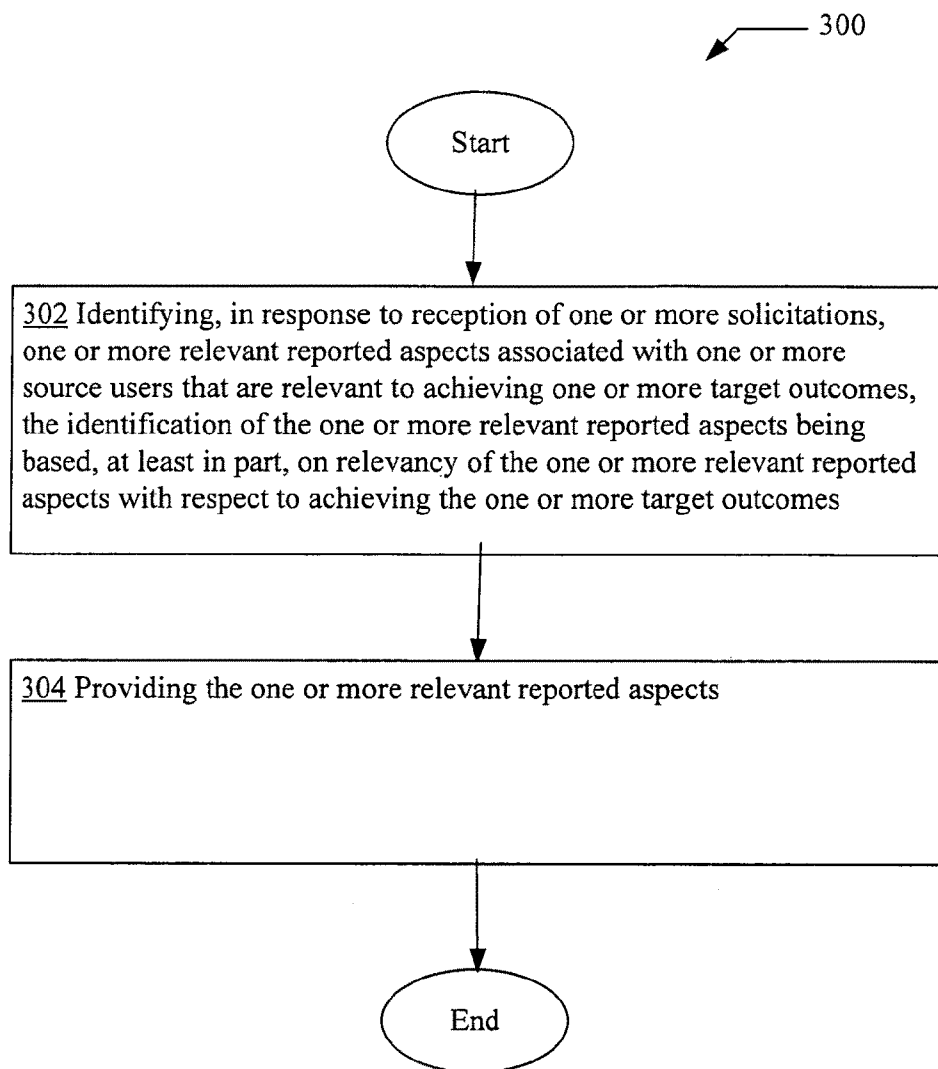 300
Start
302 Identifying, in response to reception of one or more solicitations,
one or more relevant reported aspects associated with one or more
source users that are relevant to achieving one or more target outcomes,
the identification of the one or more relevant reported aspects being
based, at least in part, on relevancy of the one or more relevant reported
aspects with respect to achieving the one or more target outcomes
304 Providing the one or more relevant reported aspects
End